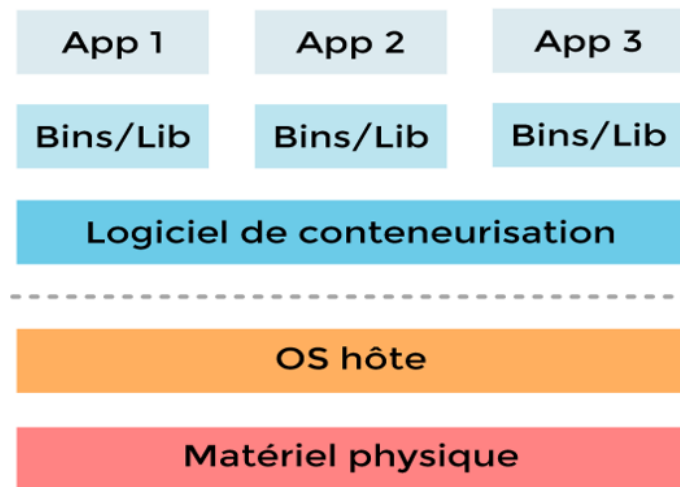 App 1 App 2 App 3
Bins/Lib Bins/Lib Bins/Lib
Logiciel de conteneurisation
OS hôte
Matériel physique